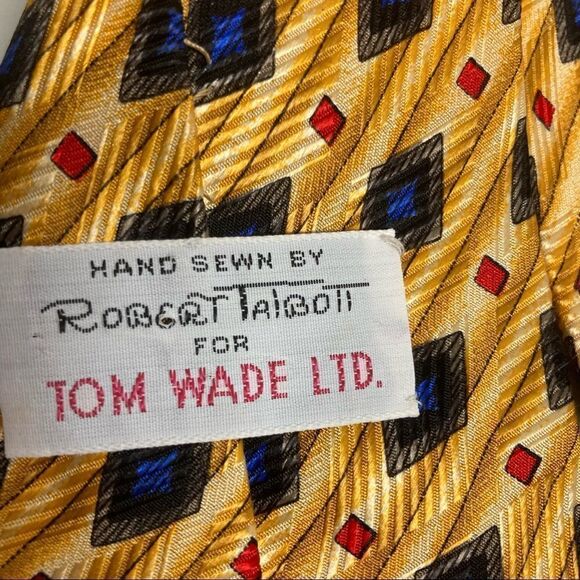 HAND SEWN BY
ROBERT TALBOTT
FOR
TOM WADE LTD.